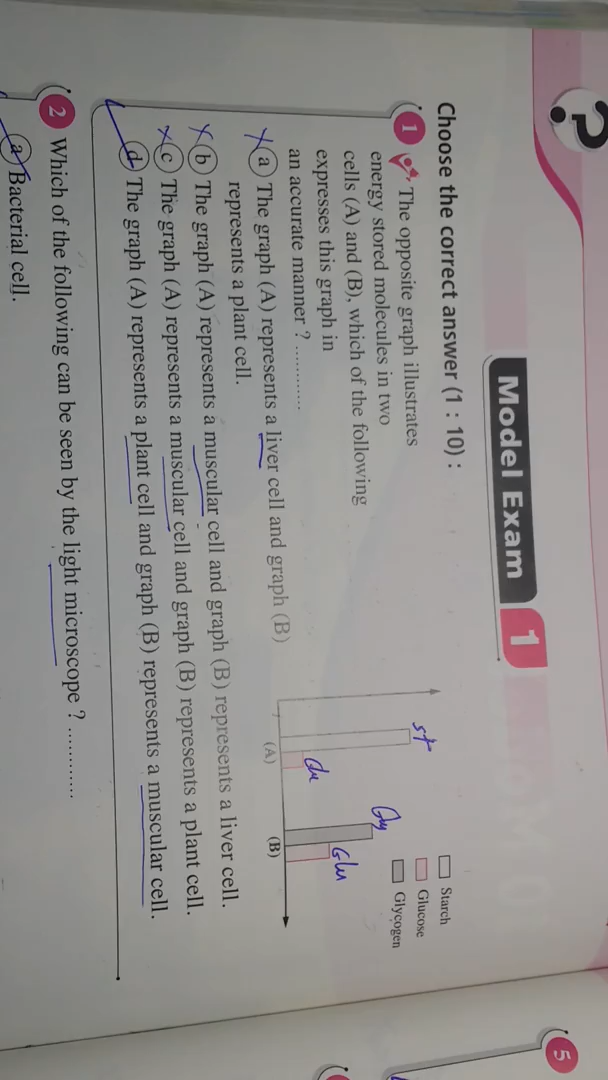 ?
Model Exam 1
Choose the correct answer (1 : 10) :
1 The opposite graph illustrates
energy stored molecules in two
cells (A) and (B), which of the following
expresses this graph in
an accurate manner ? ............
Starch
Glucose
Glycogen
st
Gly
Glu
(A)
(B)
a The graph (A) represents a liver cell and graph (B)
represents a plant cell.
b The graph (A) represents a muscular cell and graph (B) represents a liver cell.
c The graph (A) represents a muscular cell and graph (B) represents a plant cell.
d The graph (A) represents a plant cell and graph (B) represents a muscular cell.
2 Which of the following can be seen by the light microscope ? ............
a Bacterial cell.
5